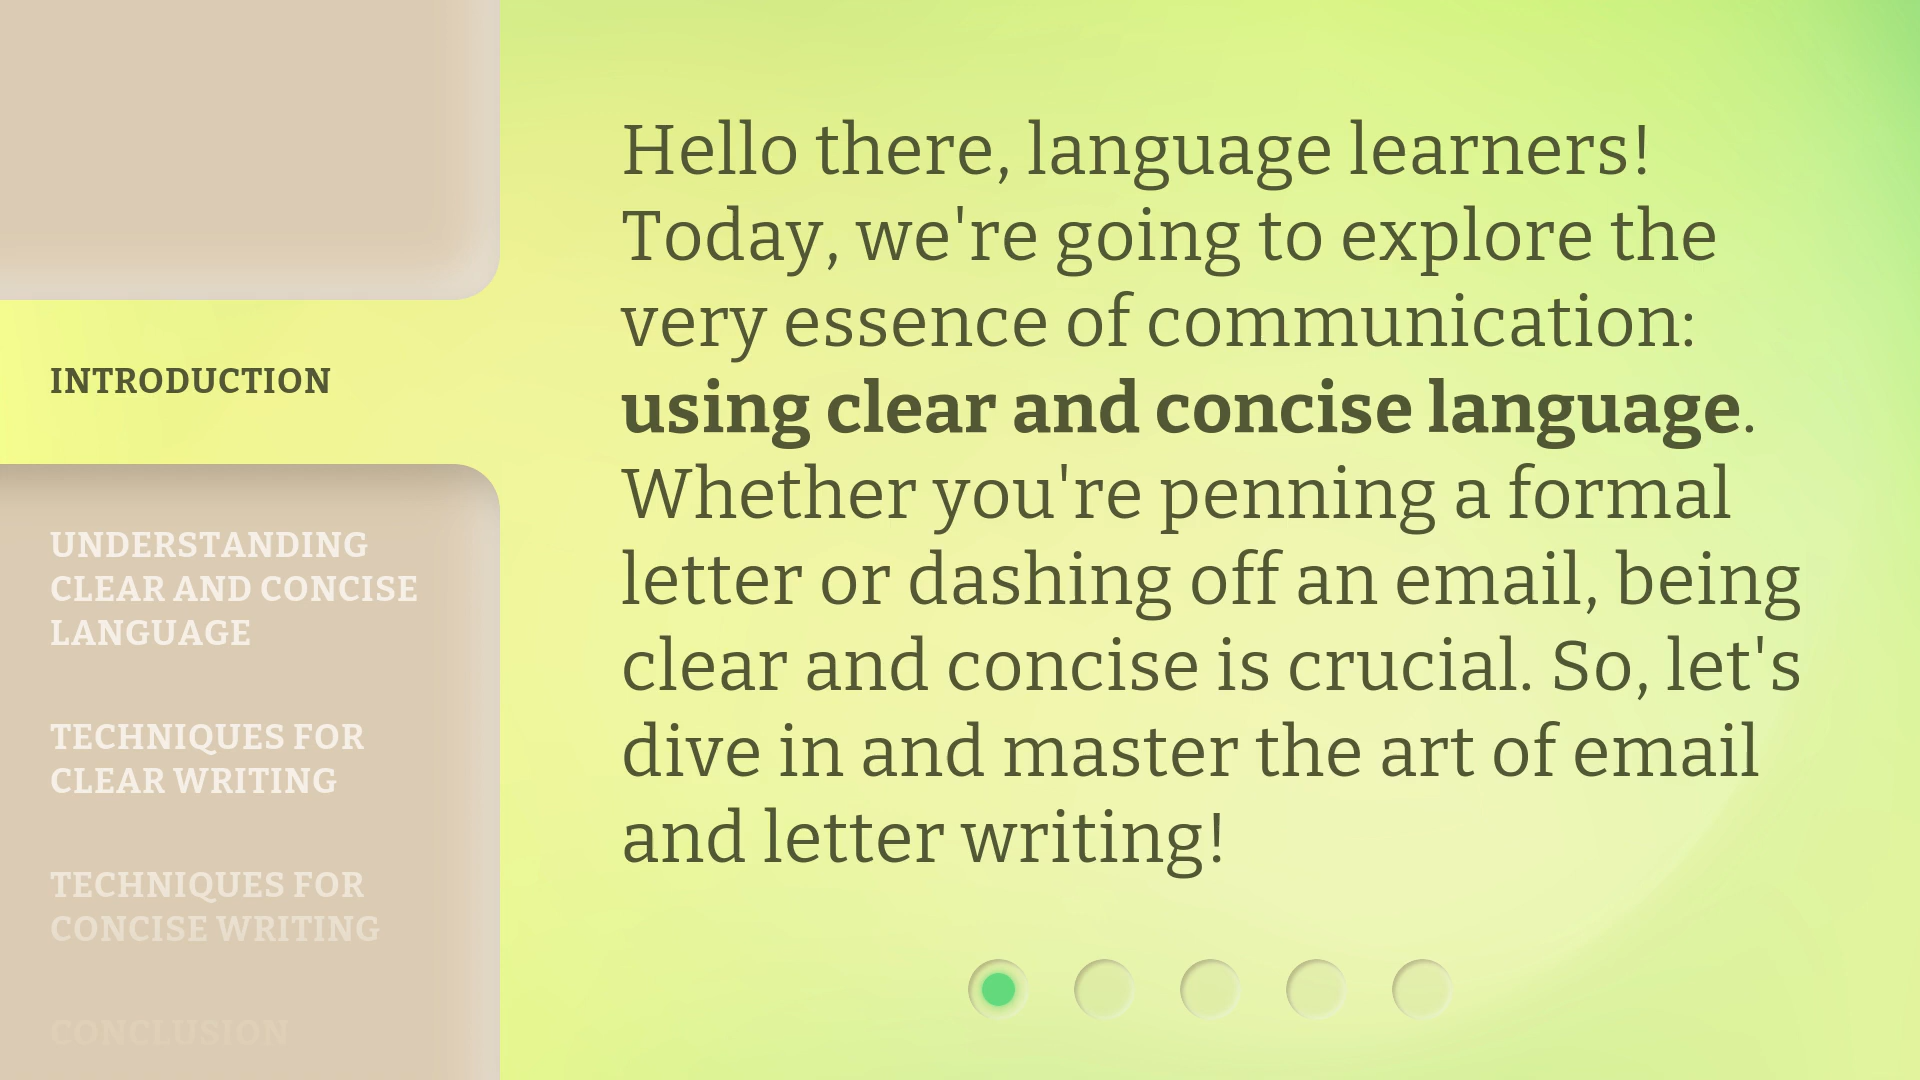 INTRODUCTION
UNDERSTANDING
CLEAR AND CONCISE
LANGUAGE
TECHNIQUES FOR
CLEAR WRITING
TECHNIQUES FOR
CONCISE WRITING
CONCLUSION
Hello there, language learners!
Today, we're going to explore the
very essence of communication:
using clear and concise language.
Whether you're penning a formal
letter or dashing off an email, being
clear and concise is crucial. So, let's
dive in and master the art of email
and letter writing!